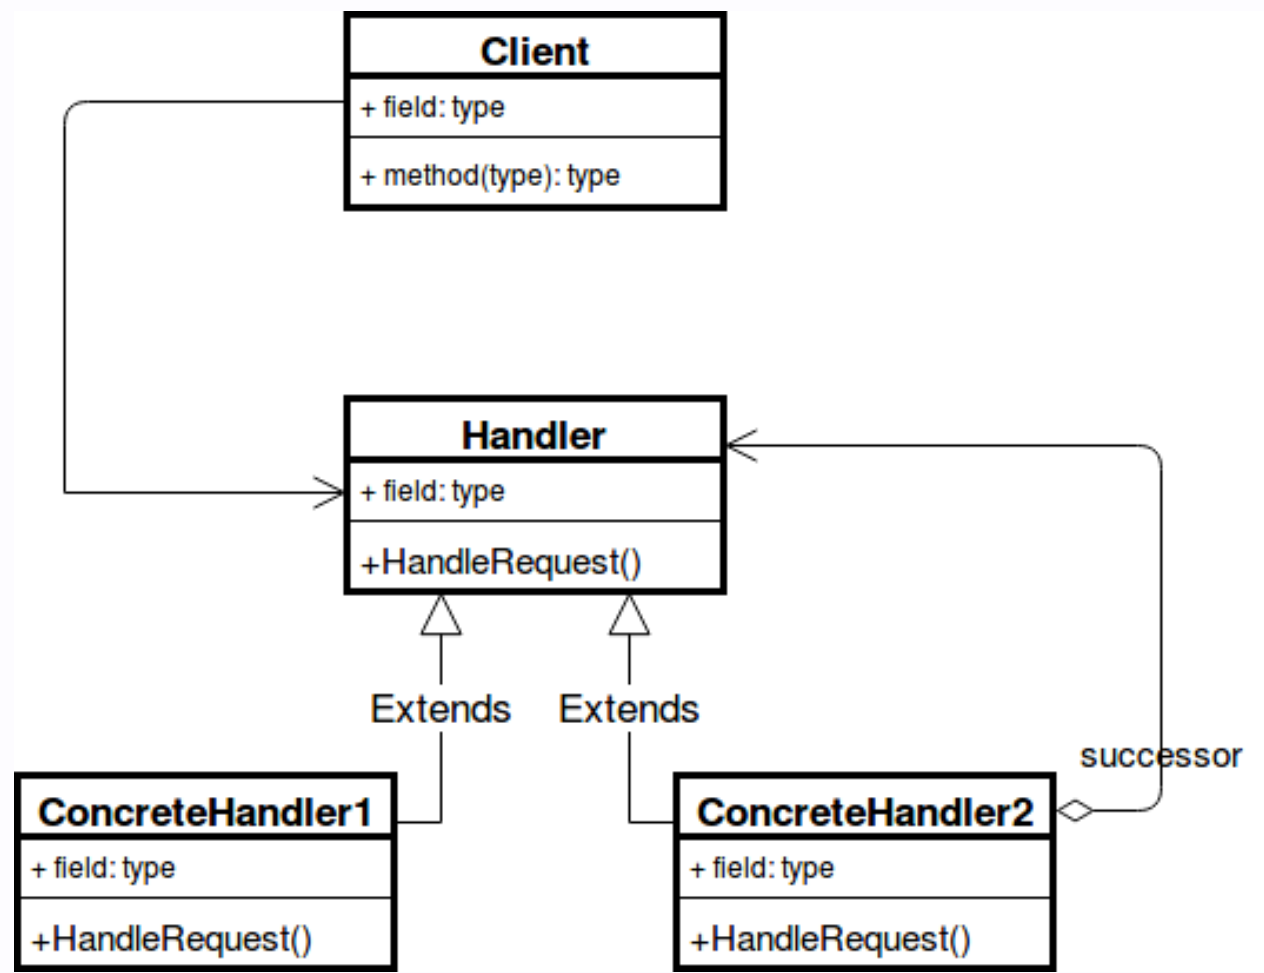 Client
+ field: type
+ method(type): type
Handler
+ field: type
+HandleRequest()
Extends
Extends
successor
ConcreteHandler1
+ field: type
+HandleRequest()
ConcreteHandler2
+ field: type
+HandleRequest()